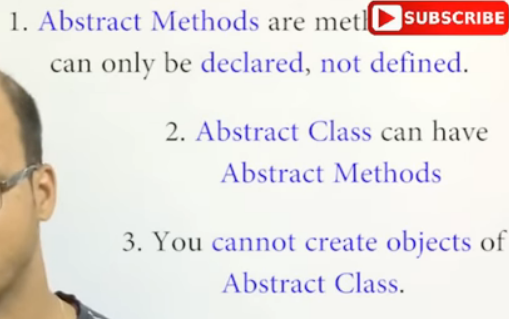 1. Abstract Methods are
SUBSCRIBE
can only be declared, not defined.
2. Abstract Class can have
Abstract Methods
3. You cannot create objects of
Abstract Class.